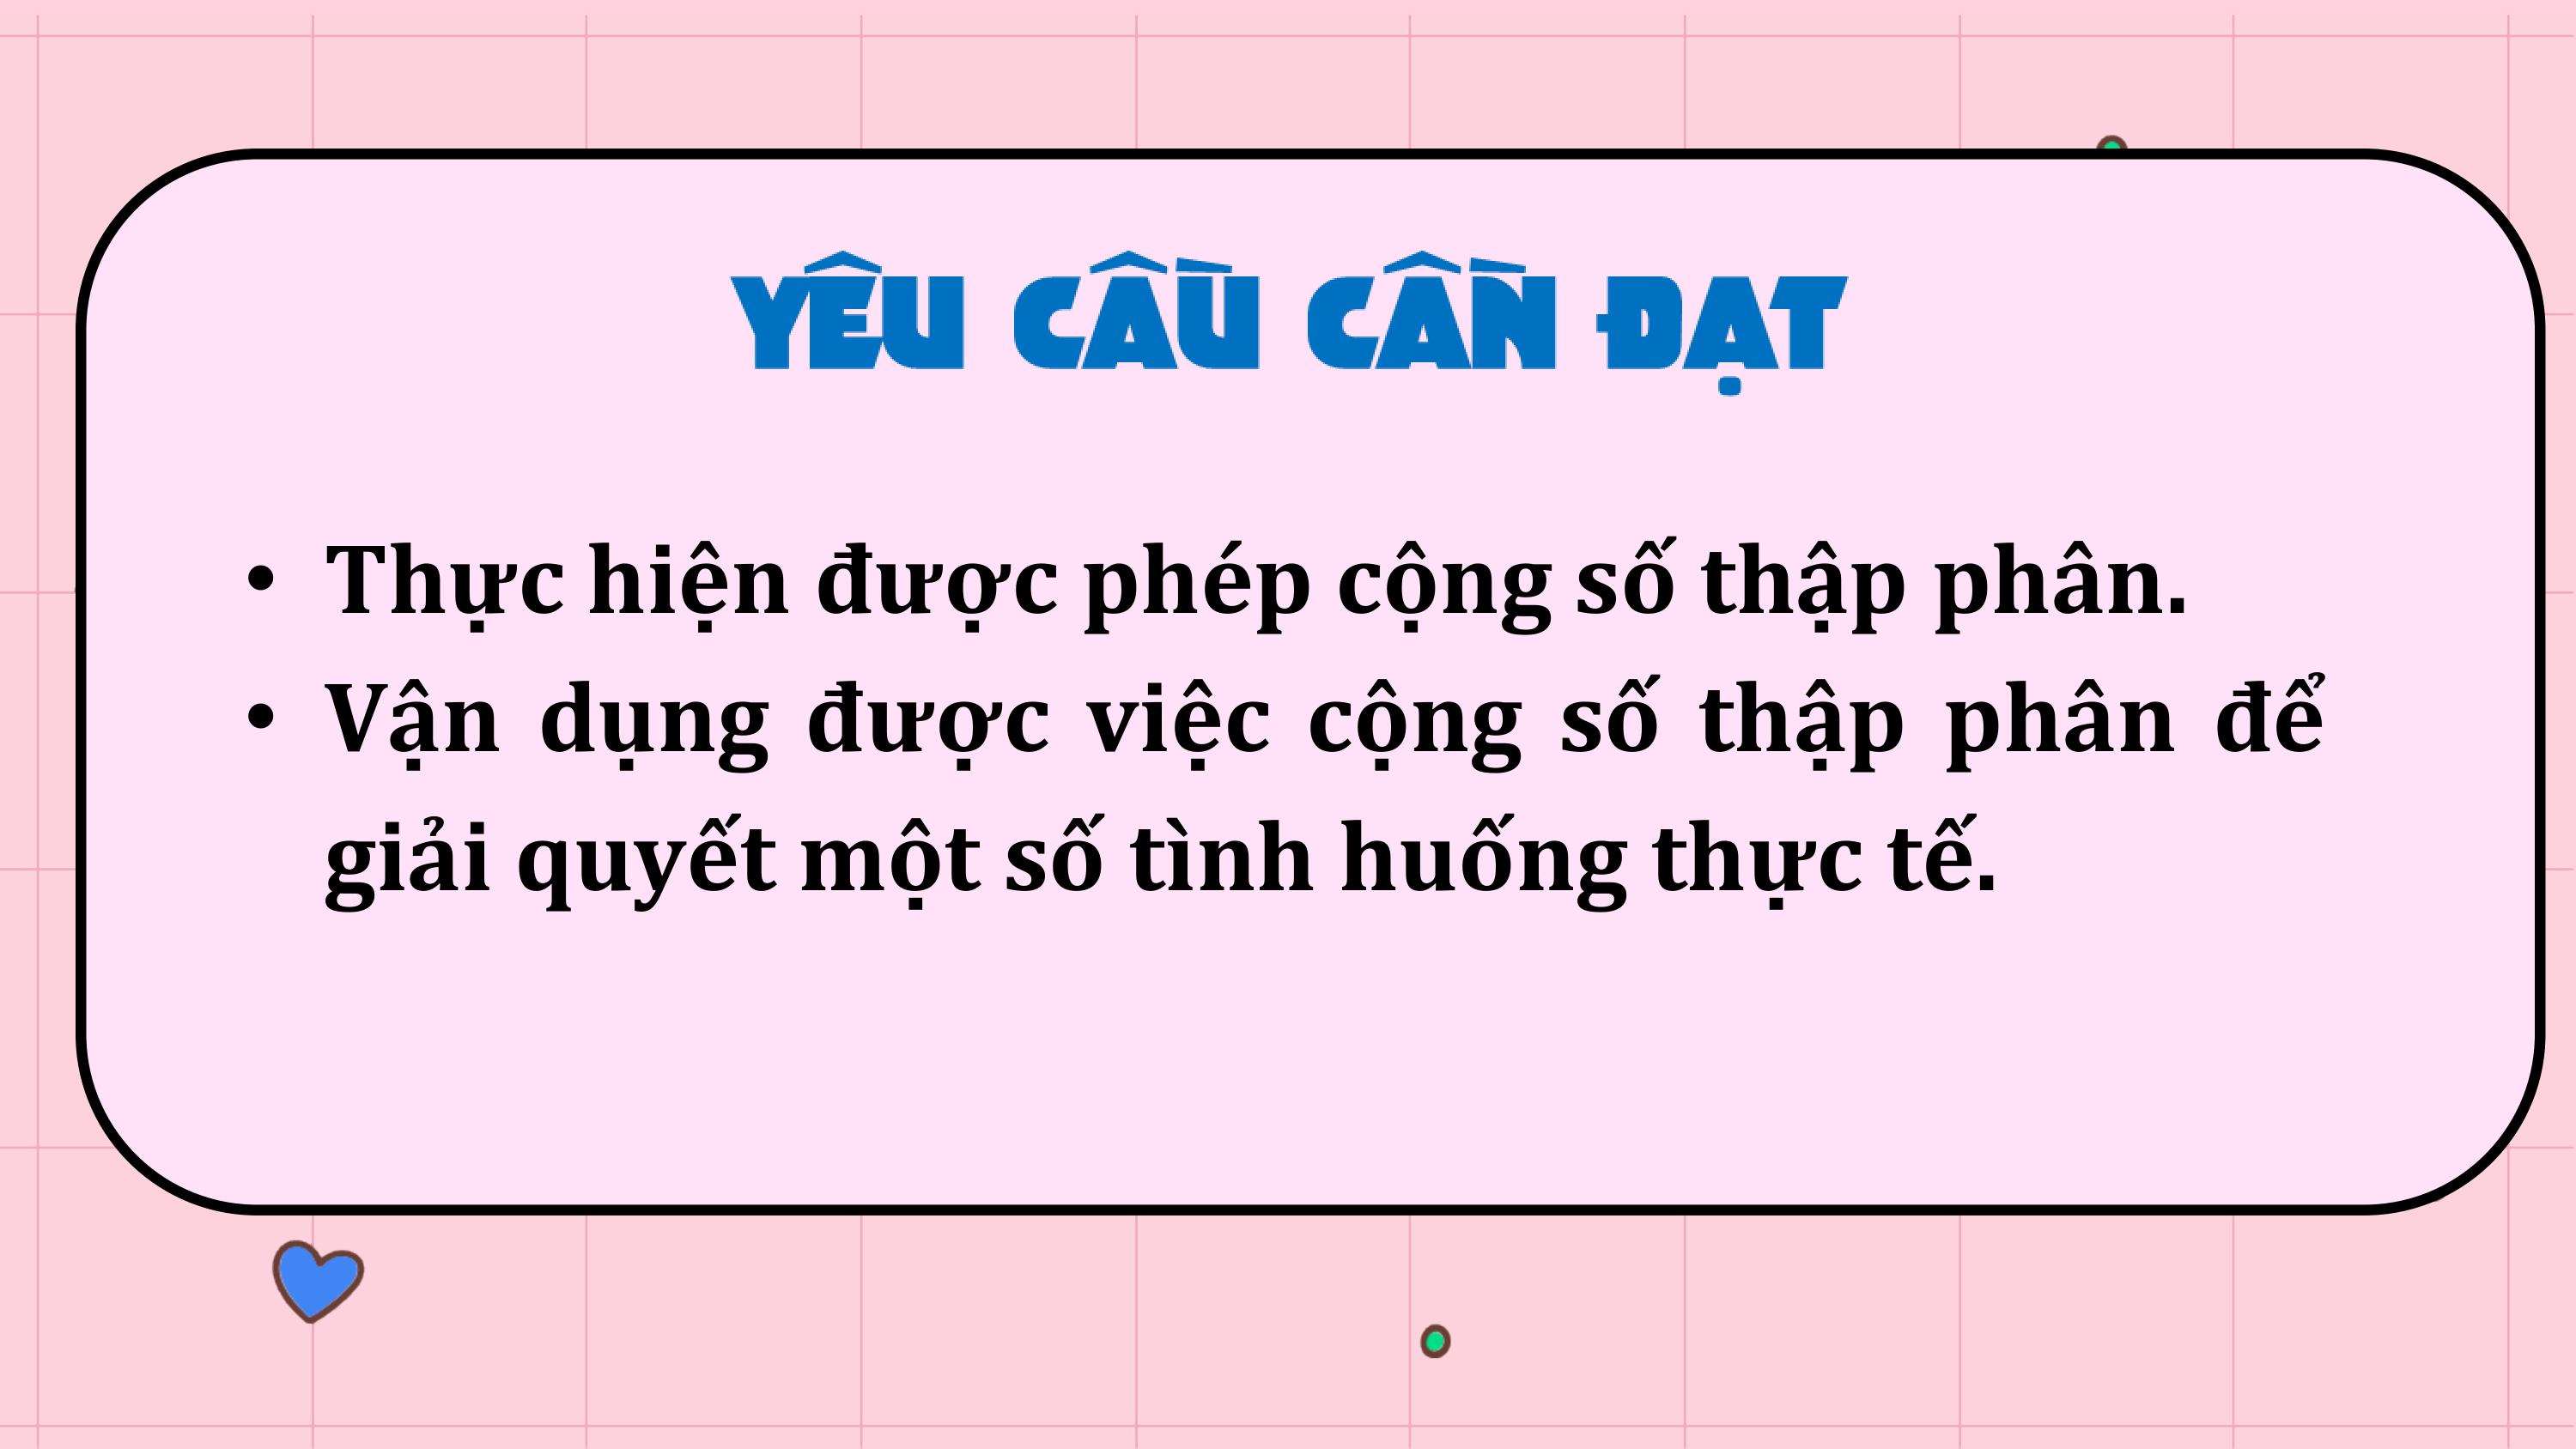 YÊU CẦU CẦN ĐẠT
• Thực hiện được phép cộng số thập phân.
• Vận dụng được việc cộng số thập phân để
giải quyết một số tình huống thực tế.